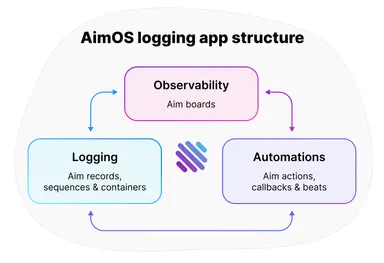 AimOS logging app structure
Observability
Aim boards
Logging
Aim records,
sequences & containers
Automations
Aim actions,
callbacks & beats